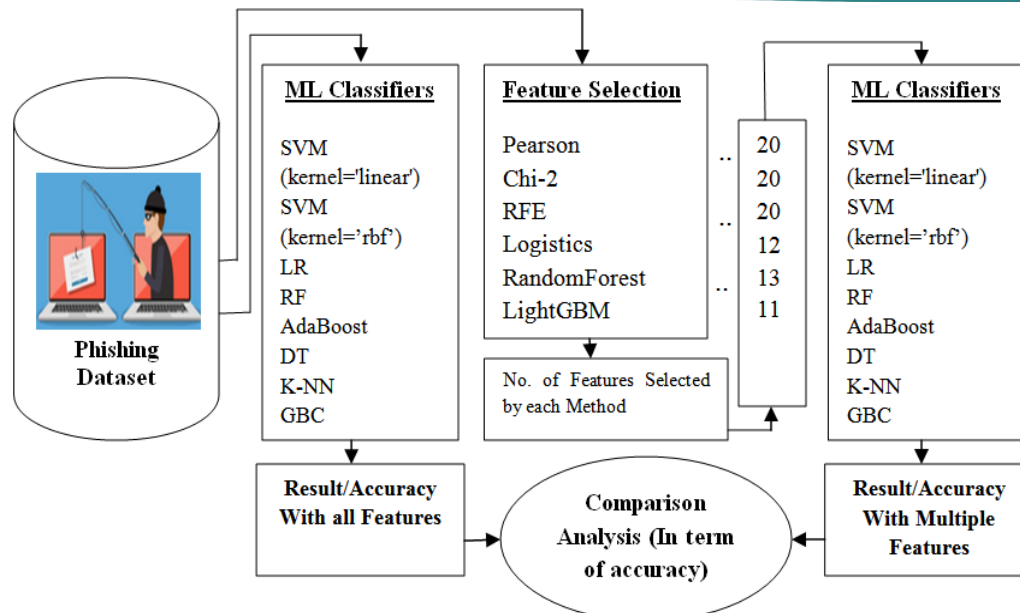 Phishing
Dataset
ML Classifiers
SVM
(kernel='linear')
SVM
(kernel='rbf')
LR
RF
AdaBoost
DT
K-NN
GBC
Feature Selection
Pearson
Chi-2
RFE
Logistics
RandomForest
LightGBM
No. of Features Selected
by each Method
.. 20
20
.. 20
12
.. 13
11
ML Classifiers
SVM
(kernel='linear')
SVM
(kernel=’rbf’)
LR
RF
AdaBoost
DT
K-NN
GBC
Result/Accuracy
With all Features
Comparison
Analysis (In term
of accuracy)
Result/Accuracy
With Multiple
Features